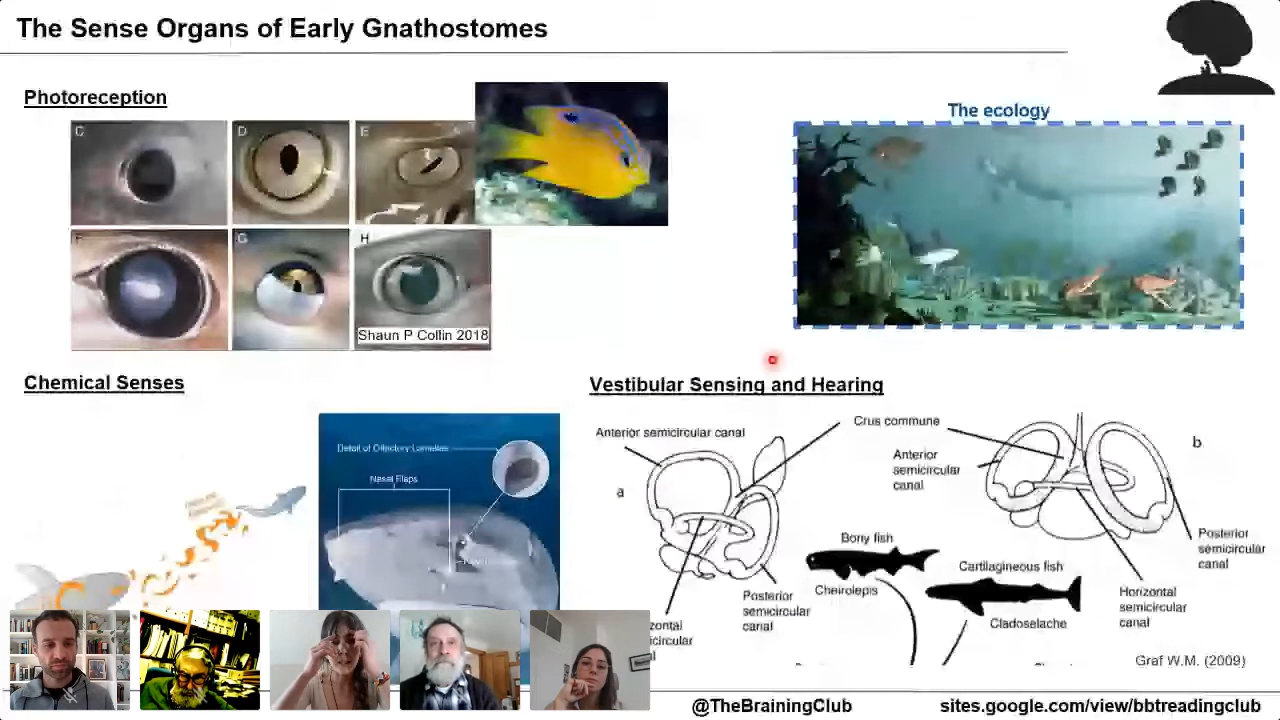 The Sense Organs of Early Gnathostomes
Photoreception
C
D
E
F
G
H
Shaun P Collin 2018
The ecology
Chemical Senses
Detail of Olfactory Lamellae
Nasal Flaps
Vestibular Sensing and Hearing
Anterior semicircular canal
Crus commune
a
b
Anterior
semicircular
canal
Bony fish
Cheirolepis
Cartilagineous fish
Cladoselache
Posterior
semicircular
canal
Posterior
semicircular
canal
Horizontal
semicircular
canal
Graf W.M. (2009)
@TheBrainingClub
sites.google.com/view/bbtreadingclub